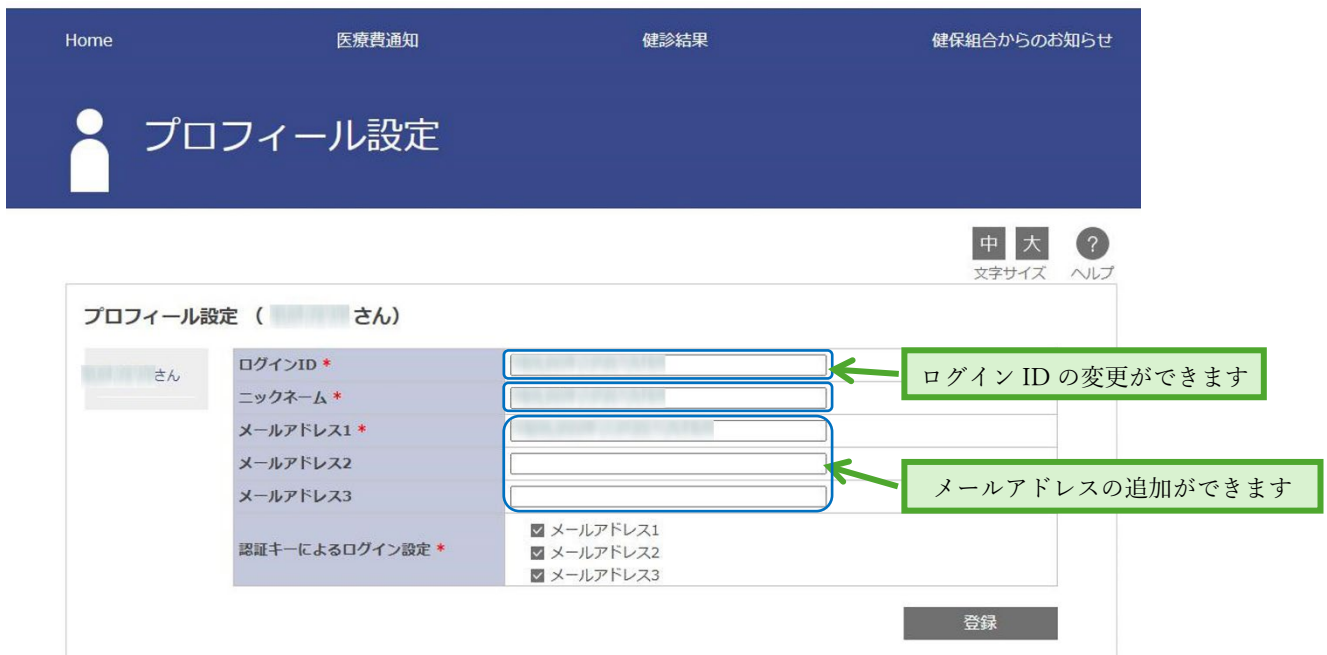 Home 医療費通知 健診結果 健保組合からのお知らせ
プロフィール設定
中 大 ?
文字サイズ ヘルプ
プロフィール設定 ( さん)
さん
ログインID *
ログイン ID の変更ができます
ニックネーム *
メールアドレス1 *
メールアドレス2
メールアドレス3
メールアドレスの追加ができます
認証キーによるログイン設定 *
メールアドレス1
メールアドレス2
メールアドレス3
登録